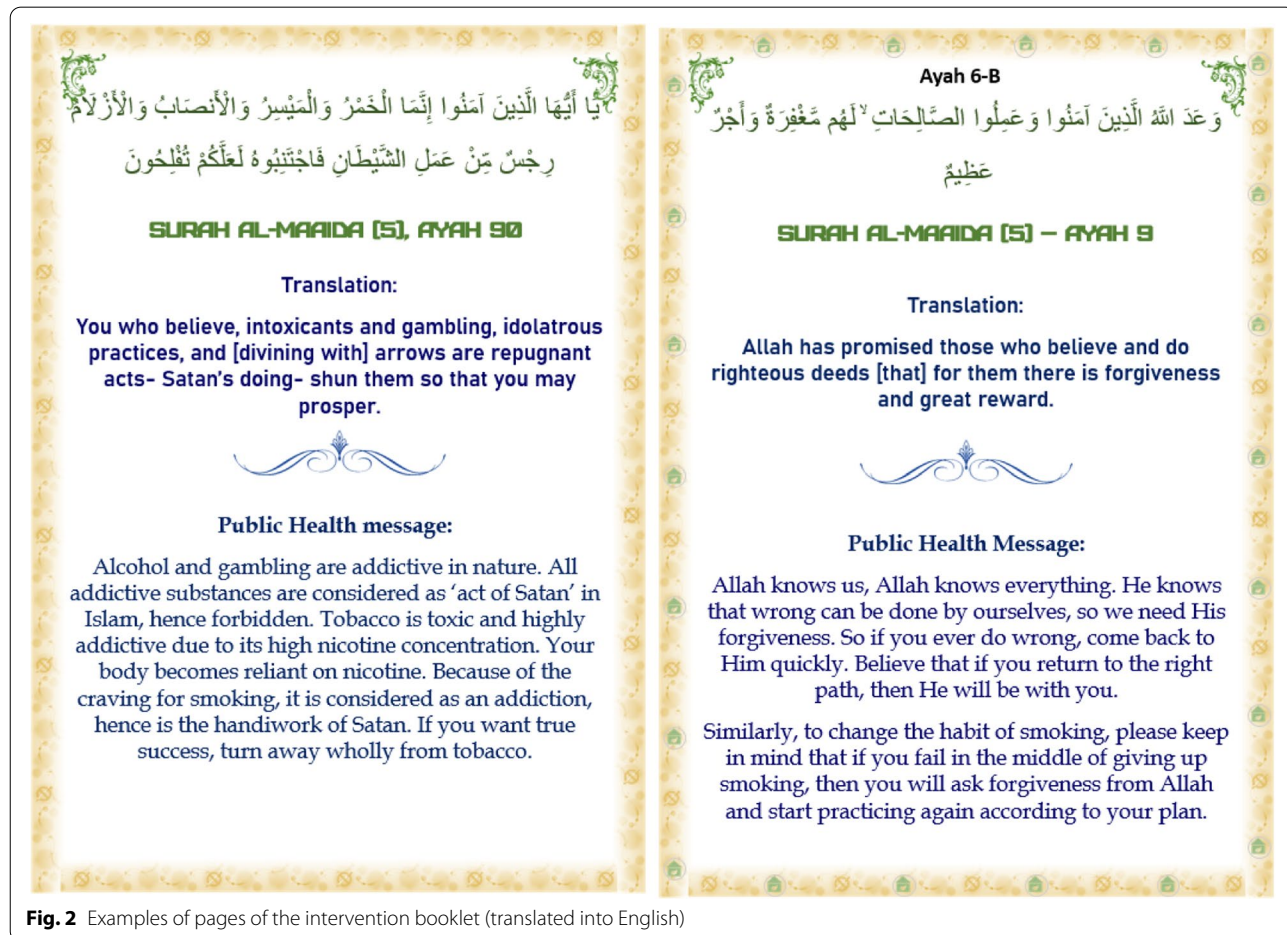 يَا أَيُّهَا الَّذِينَ آمَنُوا إِنَّمَا الْخَمْرُ وَالْمَيْسِرُ وَالْأَنصَابُ وَالْأَزْلَامُ
رِجْسٌ مِّنْ عَمَلِ الشَّيْطَانِ فَاجْتَنِبُوهُ لَعَلَّكُمْ تُفْلِحُونَ
SURAH AL-MAAIDA (5), AYAH 90
Translation:
You who believe, intoxicants and gambling, idolatrous
practices, and [divining with] arrows are repugnant
acts- Satan's doing- shun them so that you may
prosper.
Public Health message:
Alcohol and gambling are addictive in nature. All
addictive substances are considered as ‘act of Satan’ in
Islam, hence forbidden. Tobacco is toxic and highly
addictive due to its high nicotine concentration. Your
body becomes reliant on nicotine. Because of the
craving for smoking, it is considered as an addiction,
hence is the handiwork of Satan. If you want true
success, turn away wholly from tobacco.
Ayah 6-B
وَعَدَ اللَّهُ الَّذِينَ آمَنُوا وَعَمِلُوا الصَّالِحَاتِ ۙ لَهُم مَّغْفِرَةٌ وَأَجْرٌ
عَظِيمٌ
SURAH AL-MAAIDA (5) – AYAH 9
Translation:
Allah has promised those who believe and do
righteous deeds [that] for them there is forgiveness
and great reward.
Public Health Message:
Allah knows us, Allah knows everything. He knows
that wrong can be done by ourselves, so we need His
forgiveness. So if you ever do wrong, come back to
Him quickly. Believe that if you return to the right
path, then He will be with you.
Similarly, to change the habit of smoking, please keep
in mind that if you fail in the middle of giving up
smoking, then you will ask forgiveness from Allah
and start practicing again according to your plan.
Fig. 2 Examples of pages of the intervention booklet (translated into English)